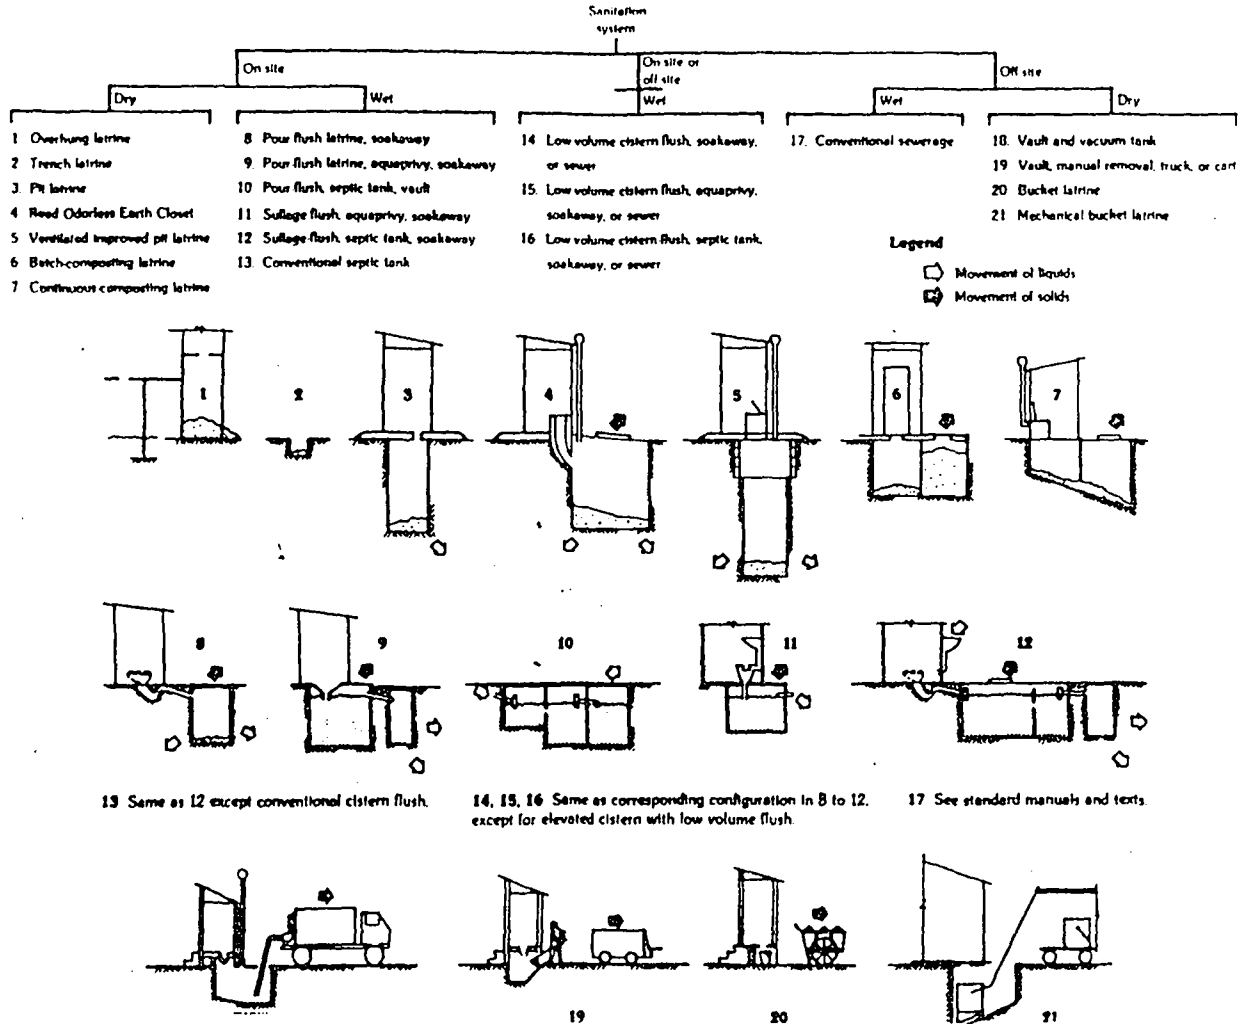 Sanitation
system
On site
On site or
off site
Off site
Dry
Wet
Wet
Wet
Dry
1 Overhung latrine
2 Trench latrine
3. Pit latrine
4 Reed Odorless Earth Closet
5 Ventilated improved pit latrine
6 Batch-composting latrine
7 Continuous composting latrine
8 Pour flush latrine, soakaway
9. Pour flush latrine, aquaprivy, soakaway
10 Pour flush, septic tank, vault
11 Sullage flush, aquaprivy, soakaway
12 Sullage-flush, septic tank, soakaway
13. Conventional septic tank
14. Low volume cistern flush, soakaway,
or sewer
15. Low volume cistern flush, aquaprivy,
soakaway, or sewer
16 Low volume cistern-flush, septic tank,
soakaway, or sewer
17. Conventional sewerage
18. Vault and vacuum tank
19 Vault, manual removal, truck, or cart
20 Bucket latrine
21 Mechanical bucket latrine
Legend
Movement of liquids
Movement of solids
1
2
3
4
5
6
7
8
9
10
11
12
13 Same as 12 except conventional cistern flush.
14, 15, 16 Same as corresponding configuration in 8 to 12,
except for elevated cistern with low volume flush.
17 See standard manuals and texts.
19
20
21